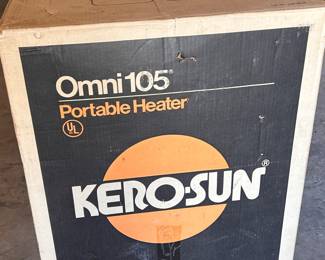 Omni 105®
Portable Heater
UL
KERO-SUN®